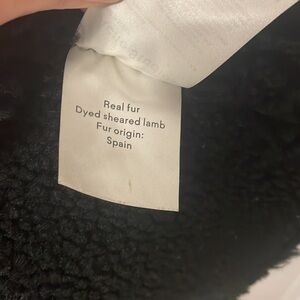 Real fur
Dyed sheared lamb
Fur origin:
Spain